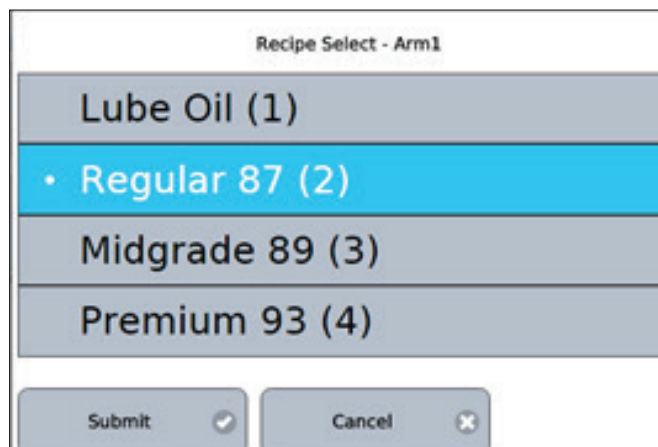 Recipe Select - Arm1
Lube Oil (1)
• Regular 87 (2)
Midgrade 89 (3)
Premium 93 (4)
Submit Cancel